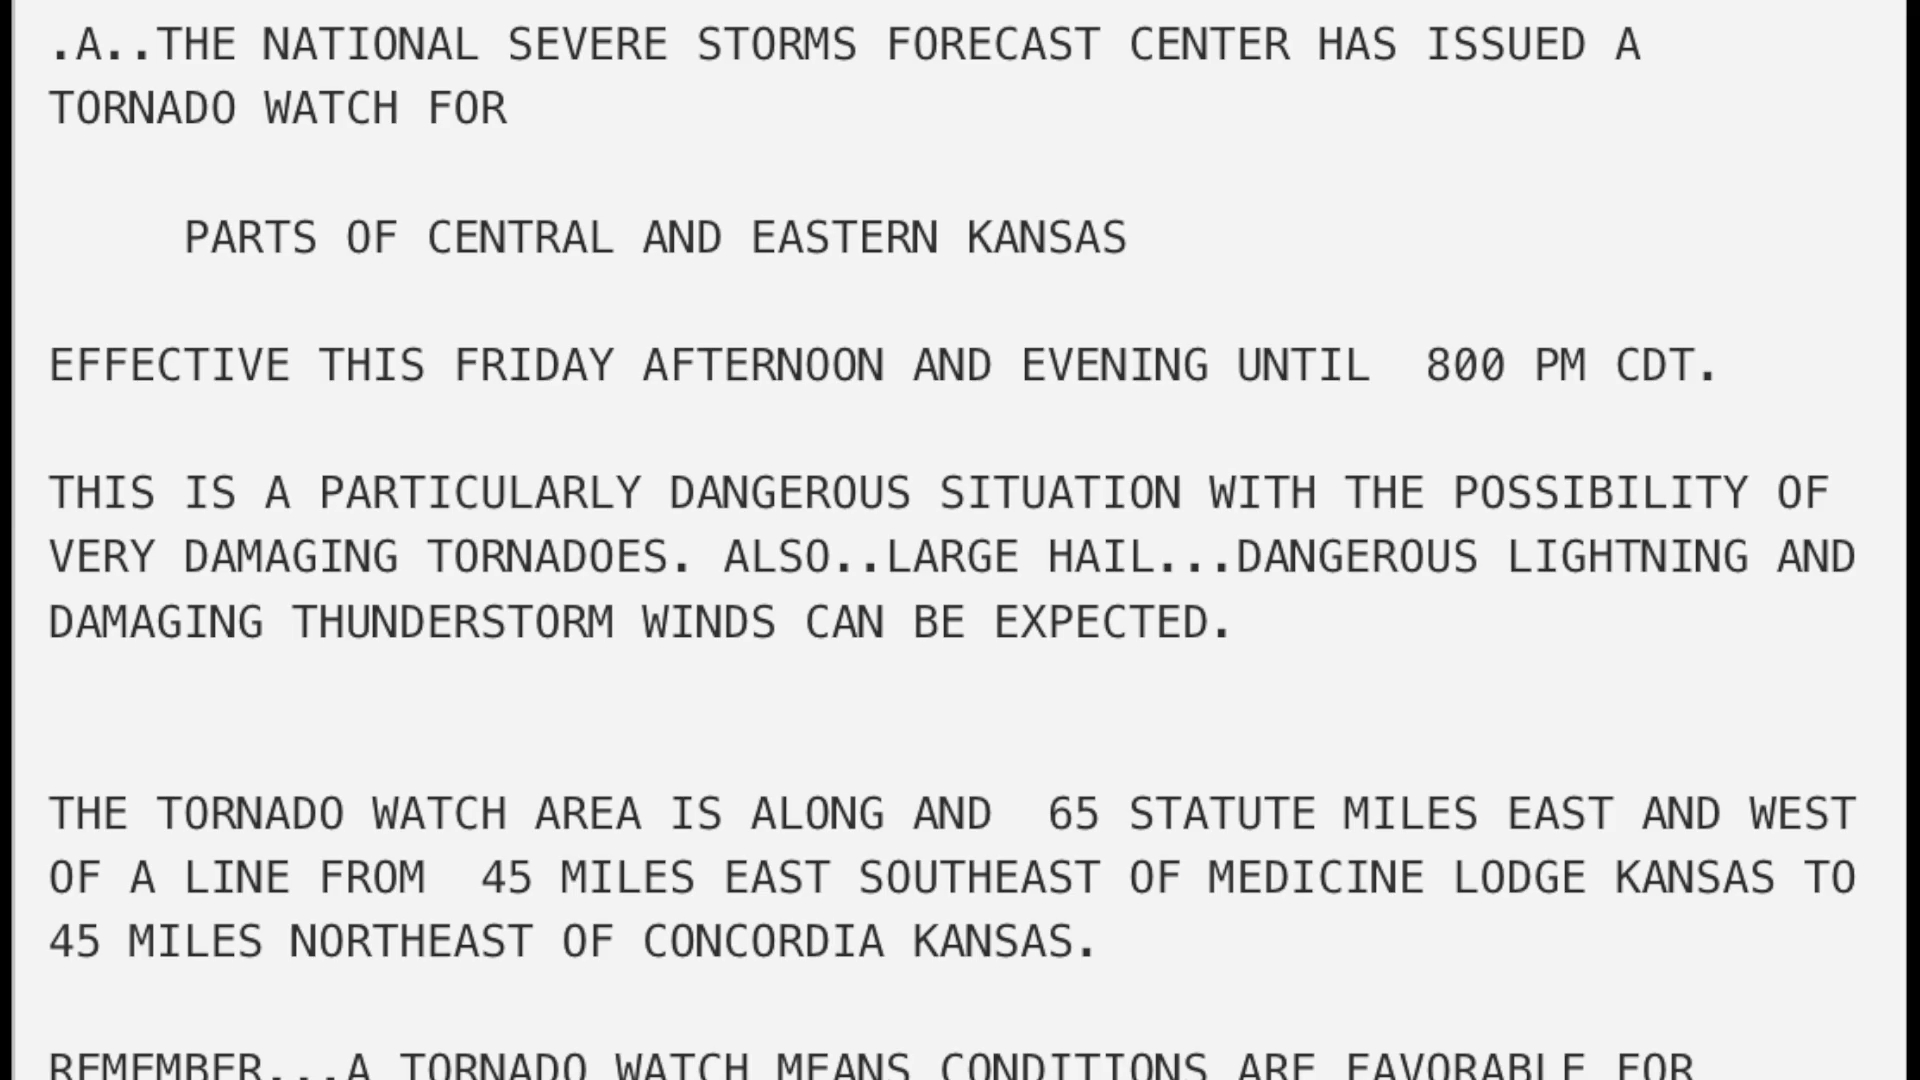 .A..THE NATIONAL SEVERE STORMS FORECAST CENTER HAS ISSUED A
TORNADO WATCH FOR
PARTS OF CENTRAL AND EASTERN KANSAS
EFFECTIVE THIS FRIDAY AFTERNOON AND EVENING UNTIL  800 PM CDT.
THIS IS A PARTICULARLY DANGEROUS SITUATION WITH THE POSSIBILITY OF
VERY DAMAGING TORNADOES. ALSO..LARGE HAIL...DANGEROUS LIGHTNING AND
DAMAGING THUNDERSTORM WINDS CAN BE EXPECTED.
THE TORNADO WATCH AREA IS ALONG AND  65 STATUTE MILES EAST AND WEST
OF A LINE FROM  45 MILES EAST SOUTHEAST OF MEDICINE LODGE KANSAS TO
45 MILES NORTHEAST OF CONCORDIA KANSAS.
REMEMBER...A TORNADO WATCH MEANS CONDITIONS ARE FAVORABLE FOR